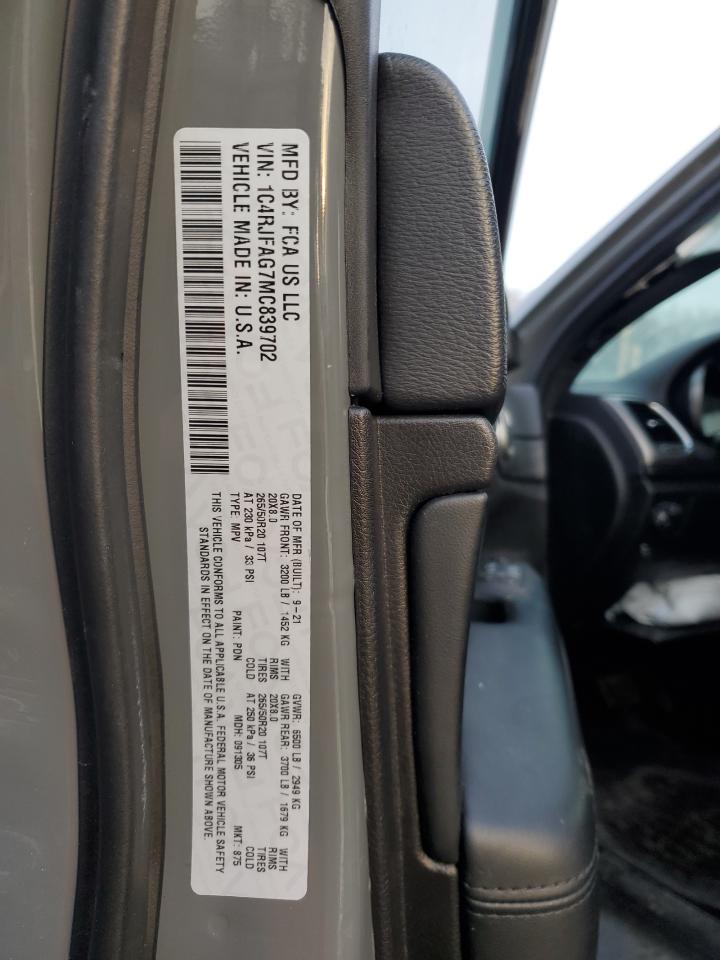 MFD BY: FCA US LLC
VIN: 1C4RJFAG7MC839702
VEHICLE MADE IN: U.S.A.
DATE OF MFR (BUILT): 9-21 GVWR: 6500 LB / 2949 KG
GAWR FRONT: 3200 LB / 1452 KG WITH GAWR REAR: 3700 LB / 1679 KG WITH
20X8.0 RIMS 20X8.0 RIMS
265/50R20 107T TIRES 265/50R20 107T TIRES
AT 230 kPa / 33 PSI COLD AT 250 kPa / 36 PSI COLD
TYPE: MPV PAINT: PDN MDH: 091305 MKT: 875
THIS VEHICLE CONFORMS TO ALL APPLICABLE U.S.A. FEDERAL MOTOR VEHICLE SAFETY
STANDARDS IN EFFECT ON THE DATE OF MANUFACTURE SHOWN ABOVE.